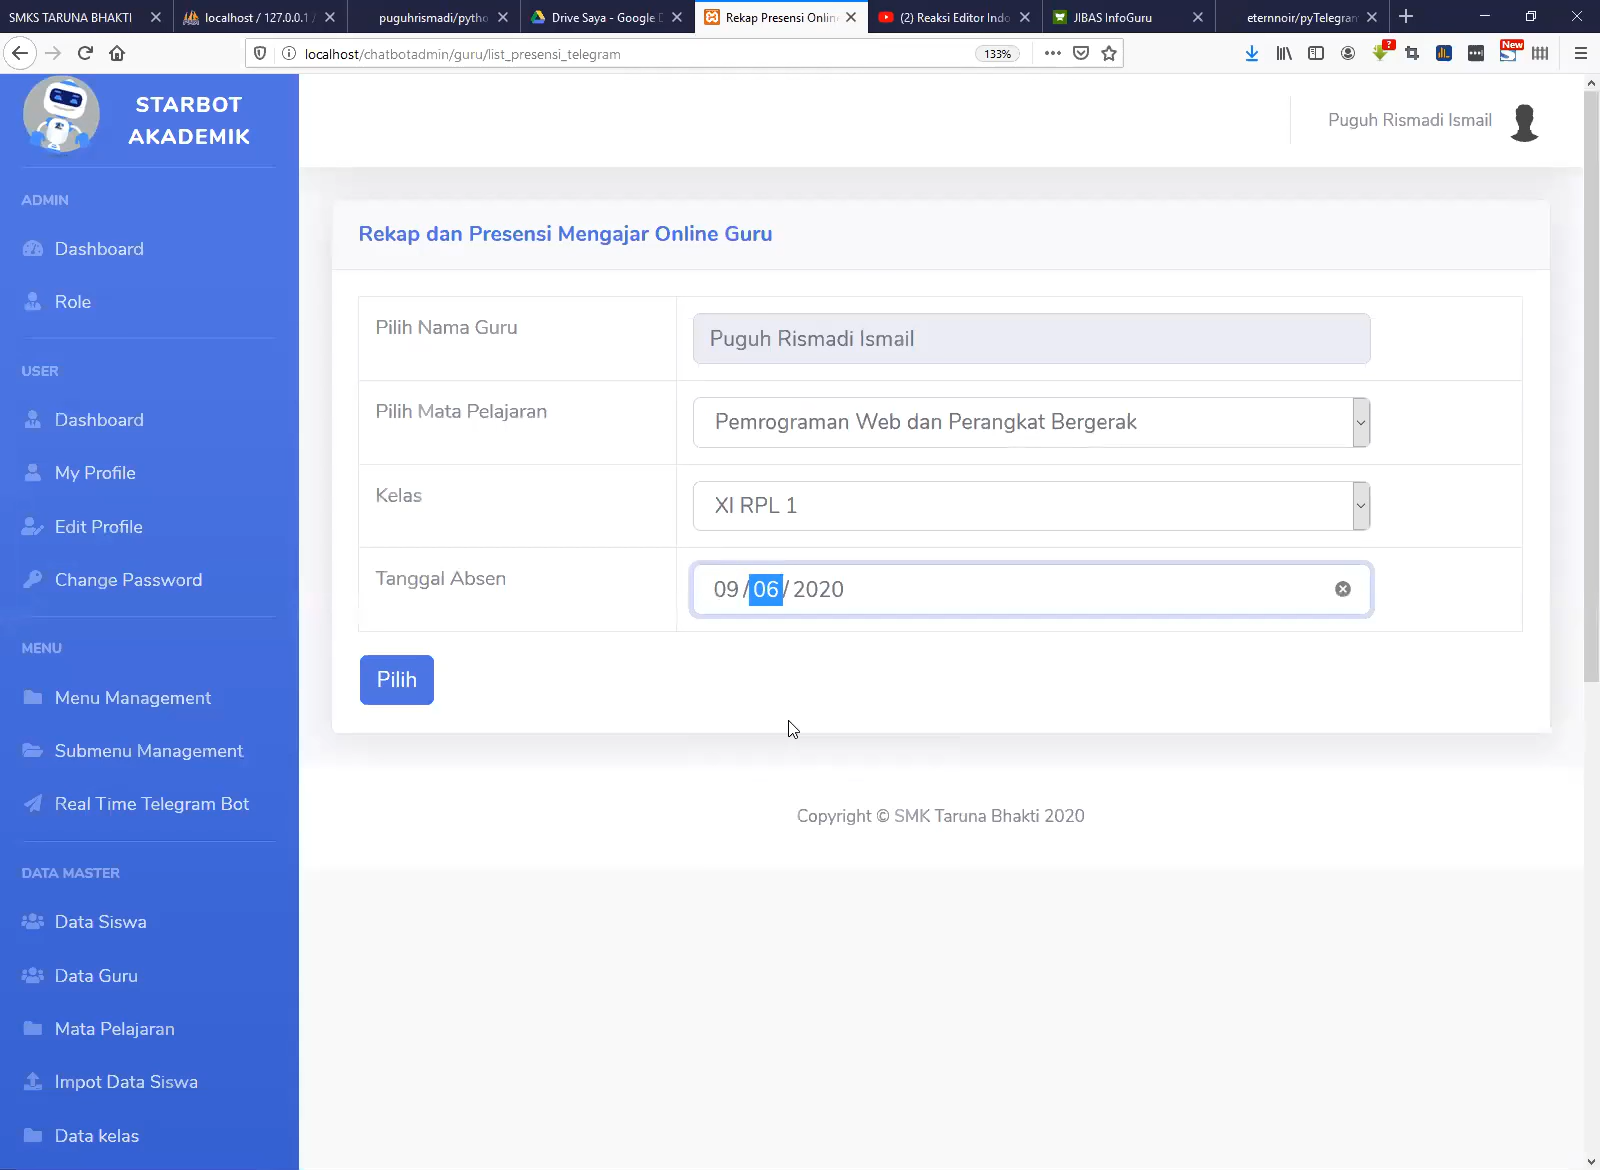 SMKS TARUNA BHAKTI
localhost / 127.0.0.1 /
puguhrismadi/pytho
Drive Saya - Google D
Rekap Presensi Onlin
(2) Reaksi Editor Indo
JIBAS InfoGuru
eternnoir/pyTelegram
localhost/chatbotadmin/guru/list_presensi_telegram
133%
?
New
STARBOT
AKADEMIK
Puguh Rismadi Ismail
ADMIN
Dashboard
Role
USER
Dashboard
My Profile
Edit Profile
Change Password
MENU
Menu Management
Submenu Management
Real Time Telegram Bot
DATA MASTER
Data Siswa
Data Guru
Mata Pelajaran
Impot Data Siswa
Data kelas
Rekap dan Presensi Mengajar Online Guru
Pilih Nama Guru
Puguh Rismadi Ismail
Pilih Mata Pelajaran
Pemrograman Web dan Perangkat Bergerak
Kelas
XI RPL 1
Tanggal Absen
09/06/2020
Pilih
Copyright © SMK Taruna Bhakti 2020